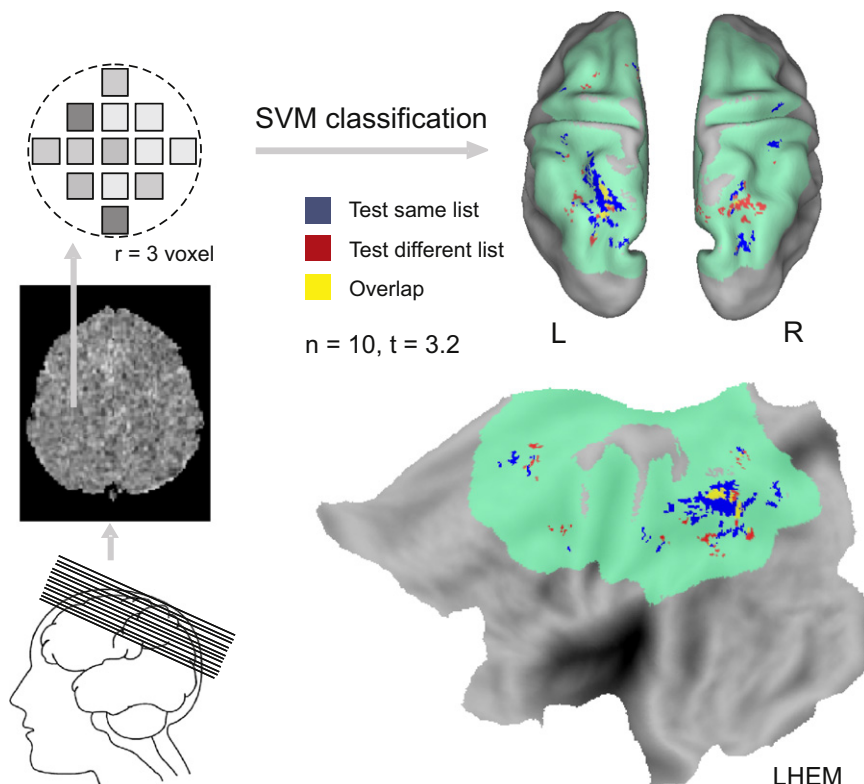 SVM classification
r = 3 voxel
Test same list
Test different list
Overlap
n = 10, t = 3.2
L
R
LHEM